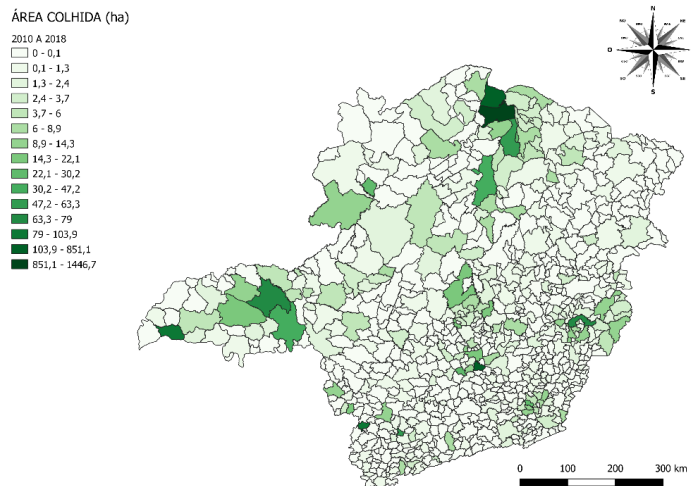 ÁREA COLHIDA (ha)
2010 A 2018
0 - 0,1
0,1 - 1,3
1,3 - 2,4
2,4 - 3,7
3,7 - 6
6 - 8,9
8,9 - 14,3
14,3 - 22,1
22,1 - 30,2
30,2 - 47,2
47,2 - 63,3
63,3 - 79
79 - 103,9
103,9 - 851,1
851,1 - 1446,7
N
O
E
S
0 100 200 300 km